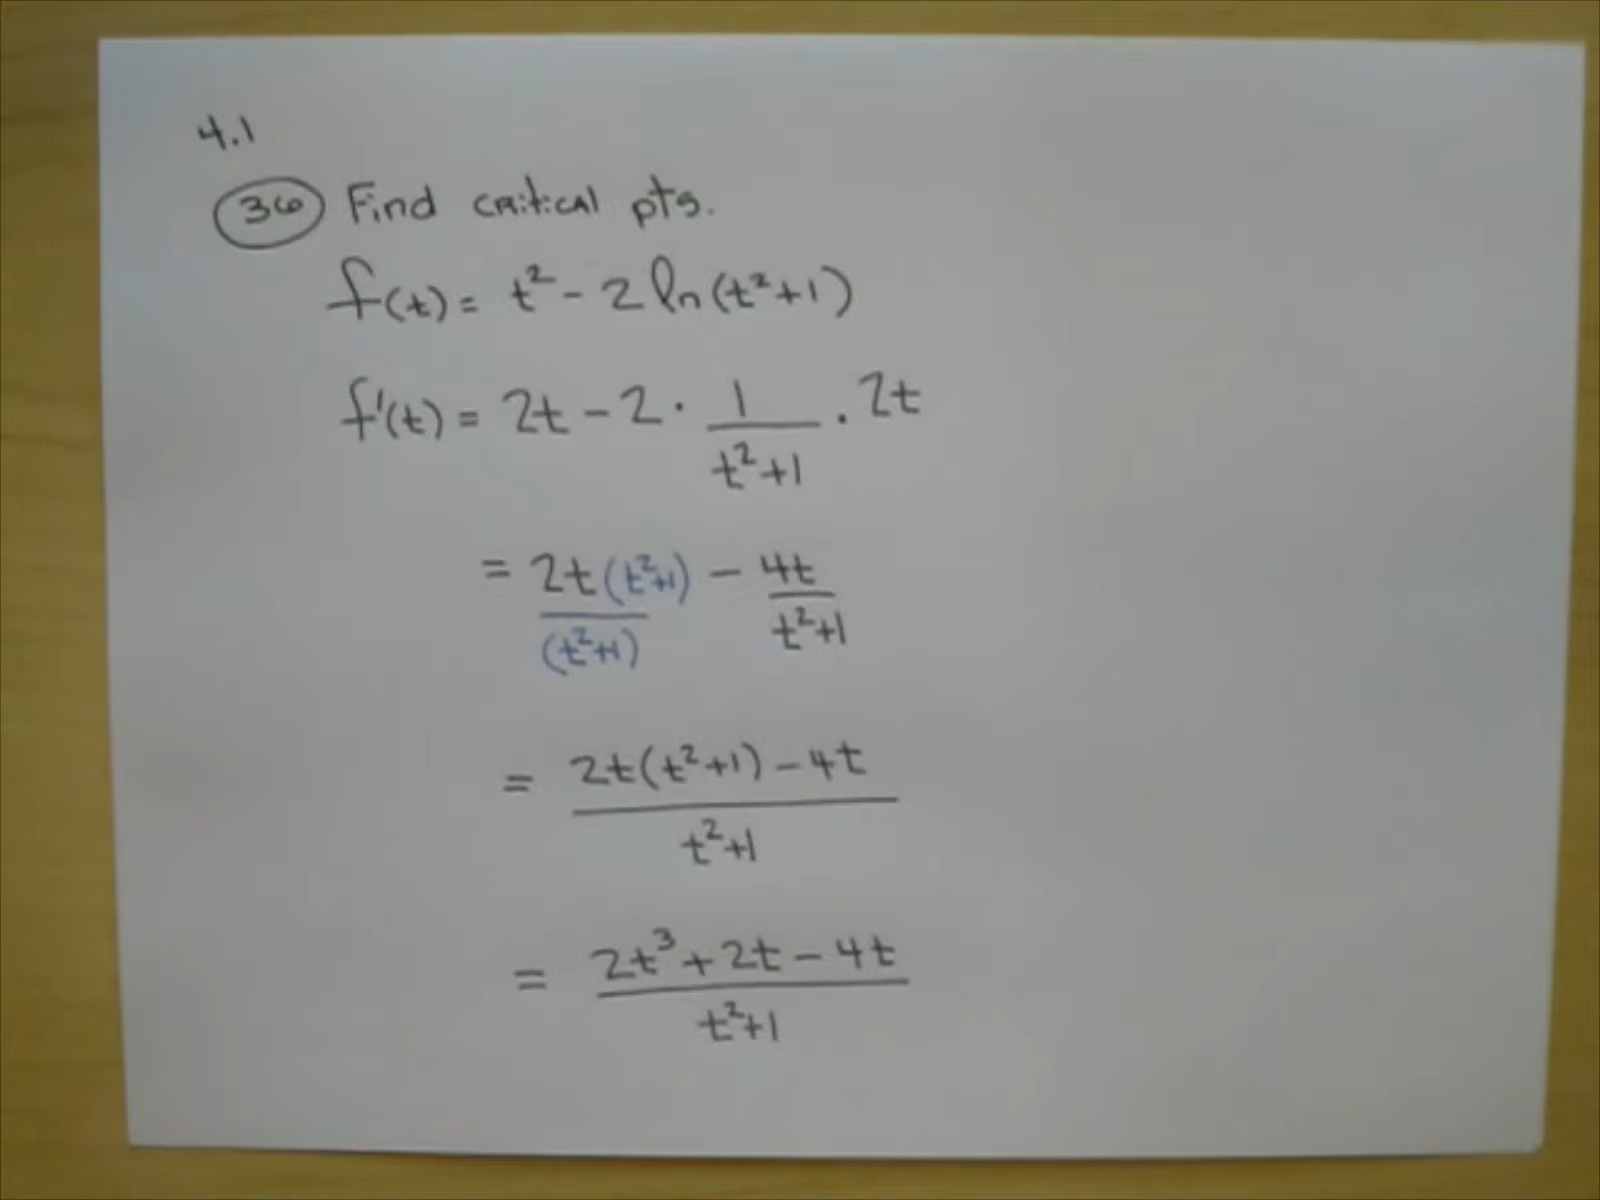 4.1
36 Find critical pts.
f(t) = t² - 2 ln(t²+1)
f'(t) = 2t - 2 · 1/(t²+1) · 2t
= 2t(t²+1)/(t²+1) - 4t/(t²+1)
= (2t(t²+1) - 4t)/(t²+1)
= (2t³ + 2t - 4t)/(t²+1)